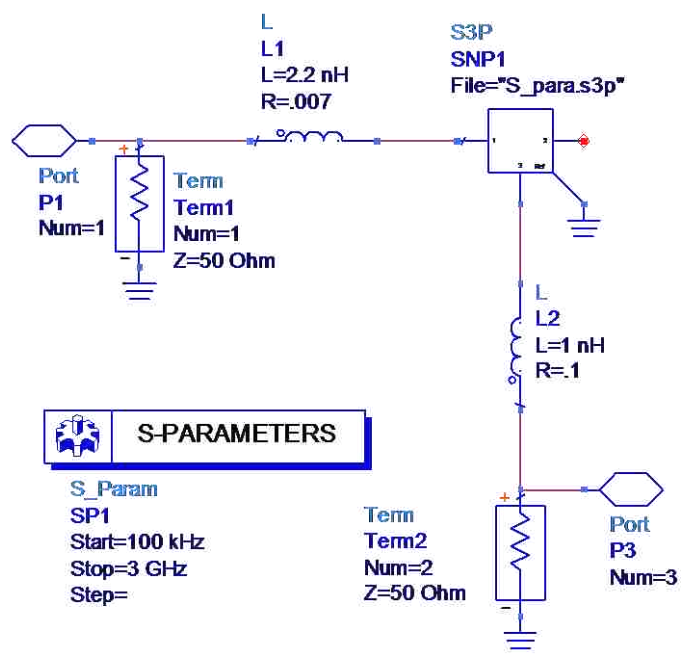 L
L1
L=2.2 nH
R=.007
S3P
SNP1
File="S_para.s3p"
1
2
3
Ref
+
Port
P1
Num=1
Term
Term1
Num=1
Z=50 Ohm
-
L
L2
L=1 nH
R=.1
S-PARAMETERS
S_Param
SP1
Start=100 kHz
Stop=3 GHz
Step=
+
Term
Term2
Num=2
Z=50 Ohm
-
Port
P3
Num=3